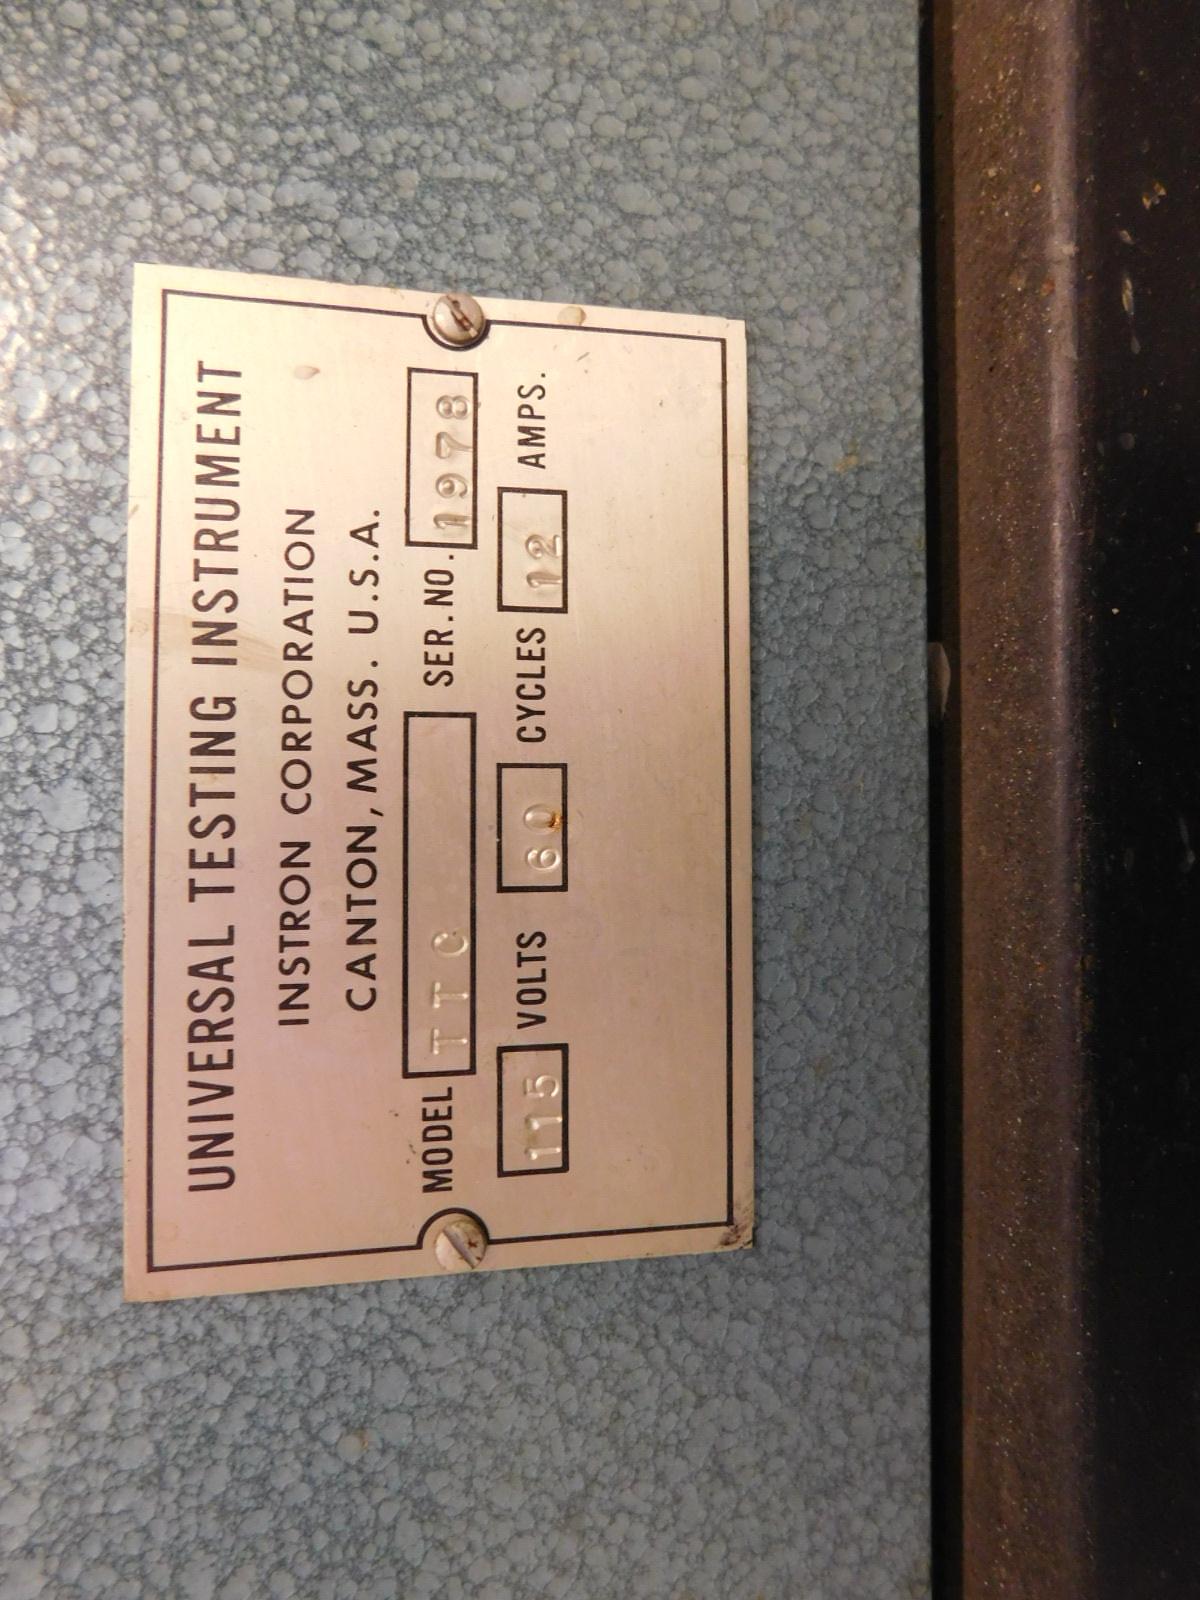 UNIVERSAL TESTING INSTRUMENT
INSTRON CORPORATION
CANTON, MASS. U.S.A.
MODEL TTC SER. NO. 1978
115 VOLTS 60 CYCLES 12 AMPS.